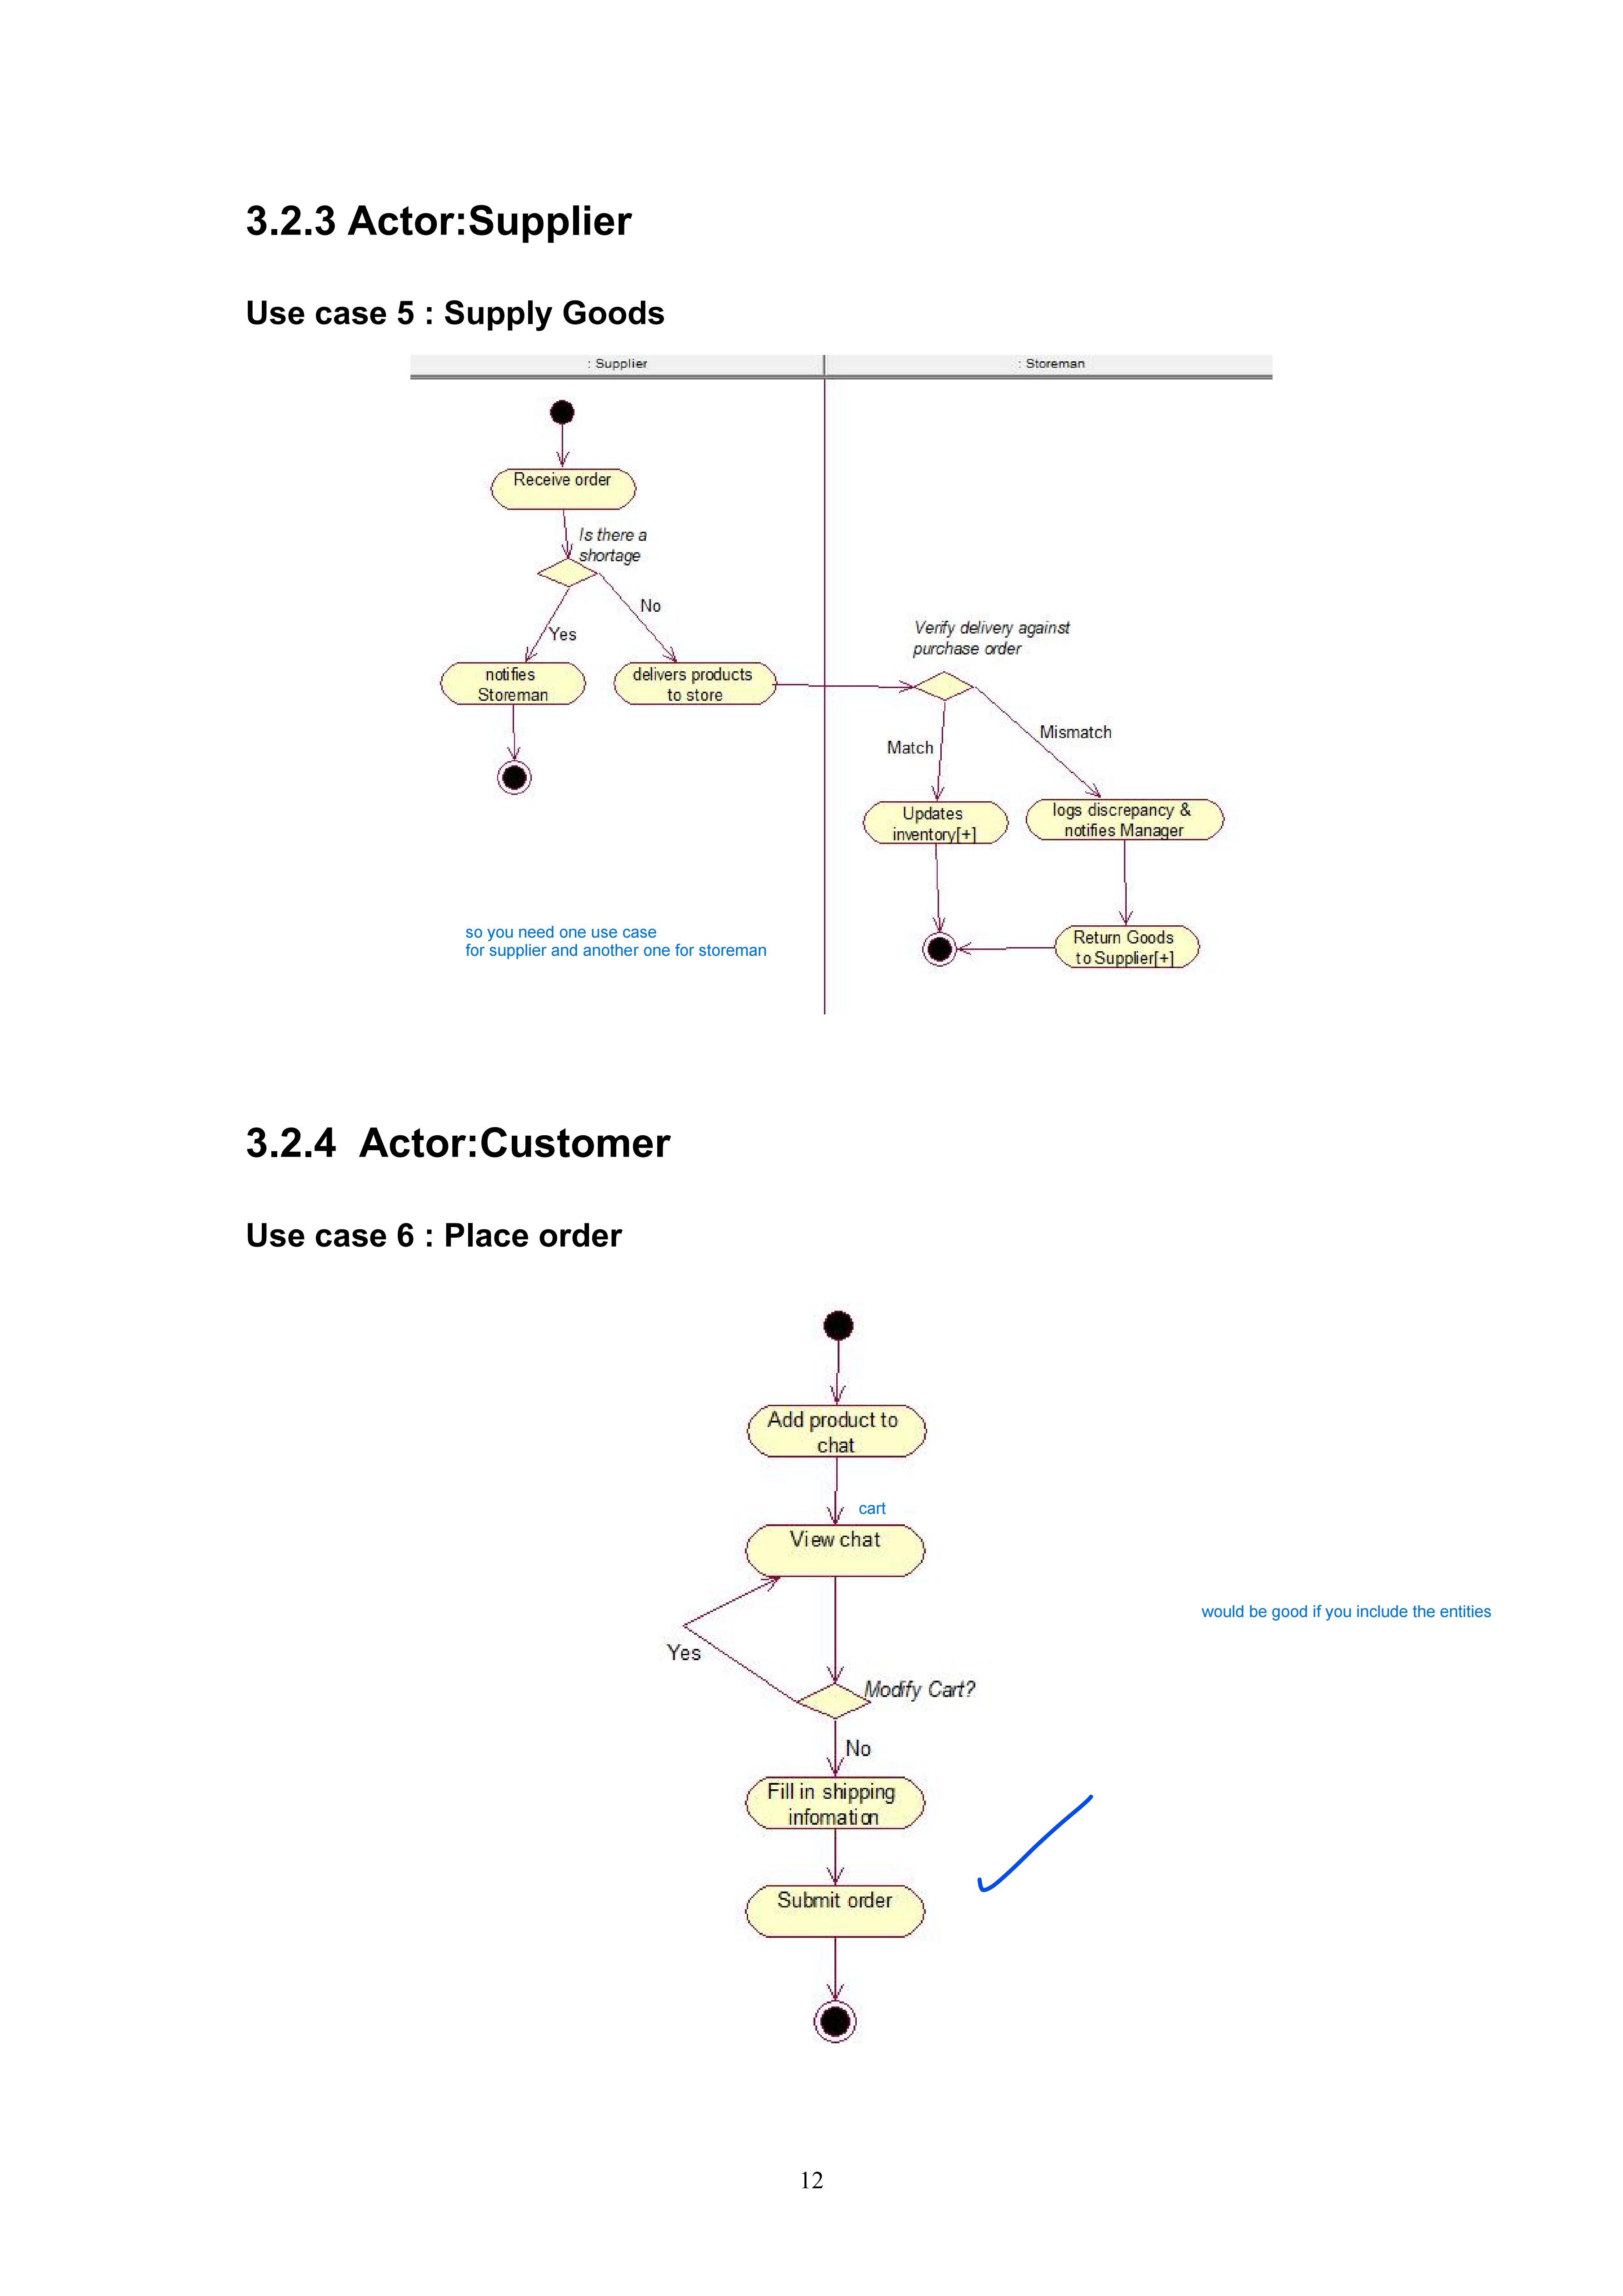 3.2.3 Actor:Supplier
Use case 5 : Supply Goods
: Supplier
: Storeman
Receive order
Is there a
shortage
No
Yes
notifies
Storeman
delivers products
to store
Verify delivery against
purchase order
Match
Mismatch
Updates
inventory[+]
logs discrepancy &
notifies Manager
Return Goods
to Supplier[+]
so you need one use case
for supplier and another one for storeman
3.2.4 Actor:Customer
Use case 6 : Place order
Add product to
chat
cart
View chat
would be good if you include the entities
Yes
Modify Cart?
No
Fill in shipping
infomation
Submit order
12